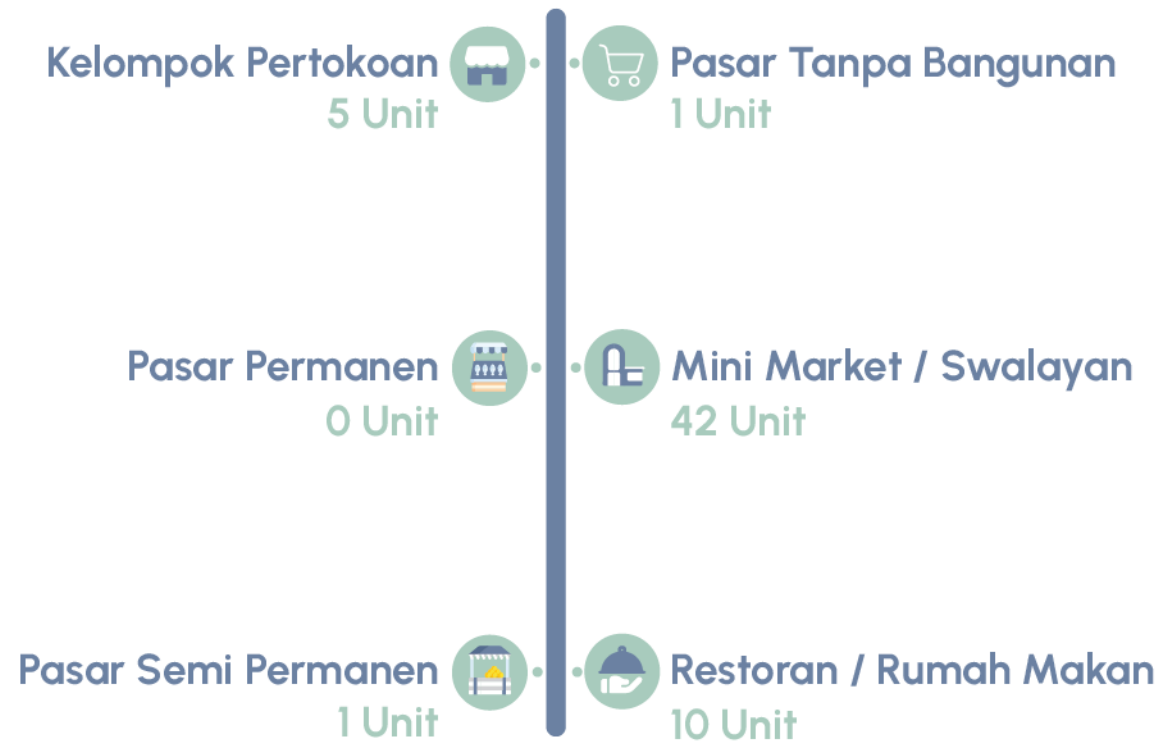 Kelompok Pertokoan
5 Unit
Pasar Tanpa Bangunan
1 Unit
Pasar Permanen
0 Unit
Mini Market / Swalayan
42 Unit
Pasar Semi Permanen
1 Unit
Restoran / Rumah Makan
10 Unit